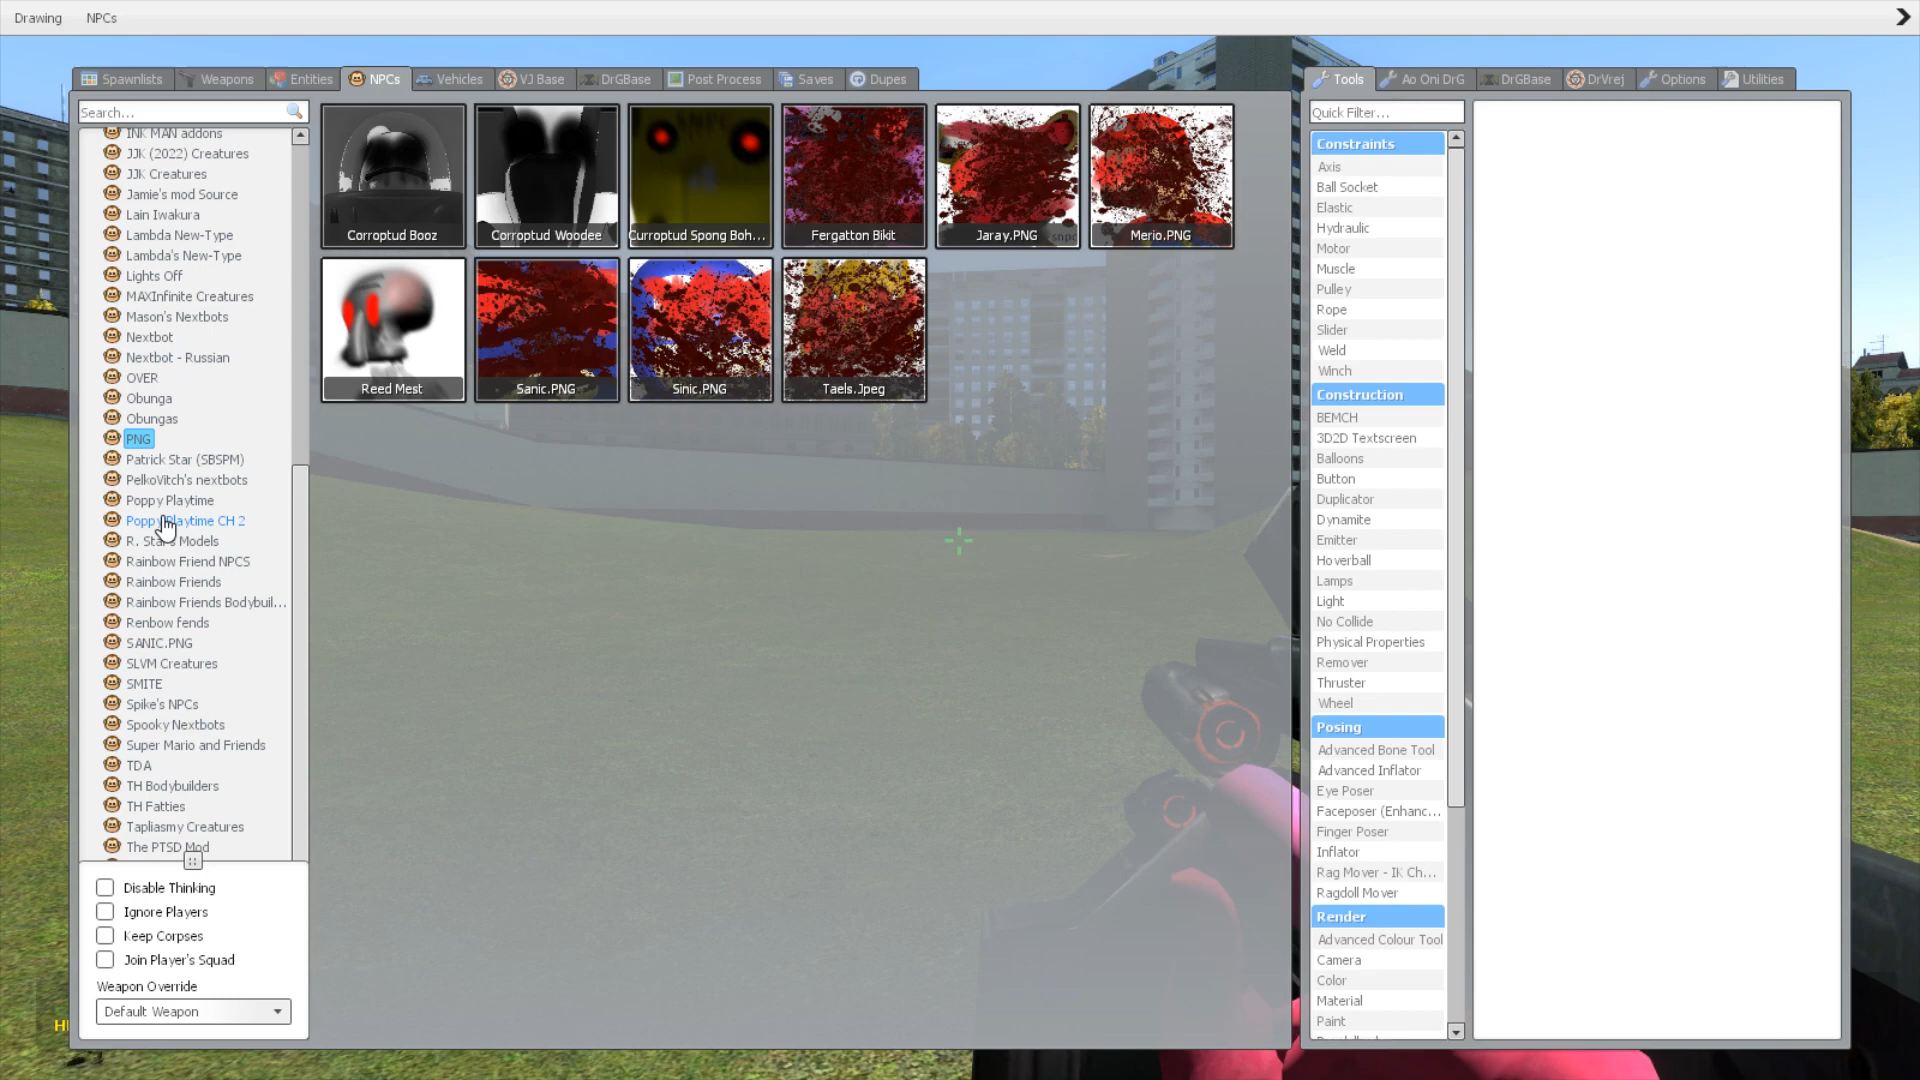 Drawing NPCs
Spawnlists Weapons Entities NPCs Vehicles VJ Base DrGBase Post Process Saves Dupes
Search...
INK MAN addons
JJK (2022) Creatures
JJK Creatures
Jamie's mod Source
Lain Iwakura
Lambda New-Type
Lambda's New-Type
Lights Off
MAXInfinite Creatures
Mason's Nextbots
Nextbot
Nextbot - Russian
OVER
Obunga
Obungas
PNG
Patrick Star (SBSPM)
PelkoVitch's nextbots
Poppy Playtime
Poppy Playtime CH 2
R. Star's Models
Rainbow Friend NPCS
Rainbow Friends
Rainbow Friends Bodybuil...
Renbow fends
SANIC.PNG
SLVM Creatures
SMITE
Spike's NPCs
Spooky Nextbots
Super Mario and Friends
TDA
TH Bodybuilders
TH Fatties
Tapliasmy Creatures
The PTSD Mod
Disable Thinking
Ignore Players
Keep Corpses
Join Player's Squad
Weapon Override
Default Weapon
Corroptud Booz Corroptud Woodee Curroptud Spong Boh... Fergatton Bikit Jaray.PNG Merio.PNG
Reed Mest Sanic.PNG Sinic.PNG Taels.Jpeg
Tools Ao Oni DrG DrGBase DrVrej Options Utilities
Quick Filter...
Constraints
Axis
Ball Socket
Elastic
Hydraulic
Motor
Muscle
Pulley
Rope
Slider
Weld
Winch
Construction
BEMCH
3D2D Textscreen
Balloons
Button
Duplicator
Dynamite
Emitter
Hoverball
Lamps
Light
No Collide
Physical Properties
Remover
Thruster
Wheel
Posing
Advanced Bone Tool
Advanced Inflator
Eye Poser
Faceposer (Enhanc...
Finger Poser
Inflator
Rag Mover - IK Ch...
Ragdoll Mover
Render
Advanced Colour Tool
Camera
Color
Material
Paint